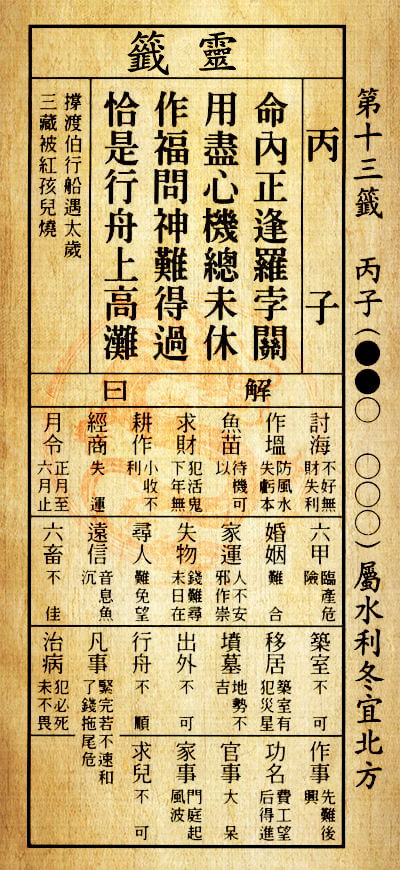 第十三籤 丙子(●●○ ○○○)屬水利冬宜北方
靈籤
丙子
命內正逢羅孛關
用盡心機總未休
作福問神難得過
恰是行舟上高灘
撐渡伯行船遇太歲
三藏被紅孩兒燒
解曰
討海 不好無財失利
作塭 防風水失虧本
魚苗 待機可以
求財 犯活鬼下年無
耕作 小收不利
經商 失運
月令 正月至六月止
六甲 臨產危險
婚姻 難合
家運 人不安邪作崇
失物 錢難尋未日在
尋人 難免望
遠信 音息魚沉
六畜 不佳
築室 不可
移居 築室有犯災星
墳墓 地勢不吉
出外 不可
行舟 不順
凡事 緊完若不速和了錢拖尾危
治病 犯必死未不畏
作事 先難後興
功名 費工望后得進
官事 大呆
家事 門庭起風波
求兒 不可